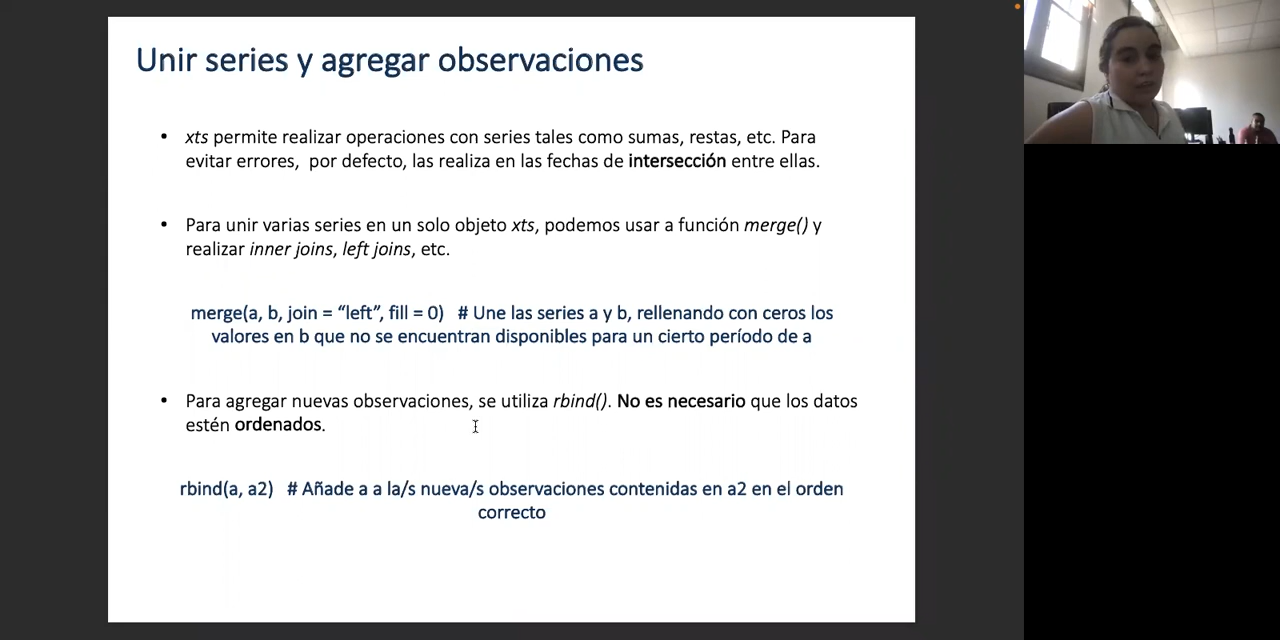 Unir series y agregar observaciones
• xts permite realizar operaciones con series tales como sumas, restas, etc. Para
evitar errores,  por defecto, las realiza en las fechas de intersección entre ellas.
• Para unir varias series en un solo objeto xts, podemos usar a función merge() y
realizar inner joins, left joins, etc.
merge(a, b, join = “left”, fill = 0)   # Une las series a y b, rellenando con ceros los
valores en b que no se encuentran disponibles para un cierto período de a
• Para agregar nuevas observaciones, se utiliza rbind(). No es necesario que los datos
estén ordenados.
rbind(a, a2)   # Añade a a la/s nueva/s observaciones contenidas en a2 en el orden
correcto